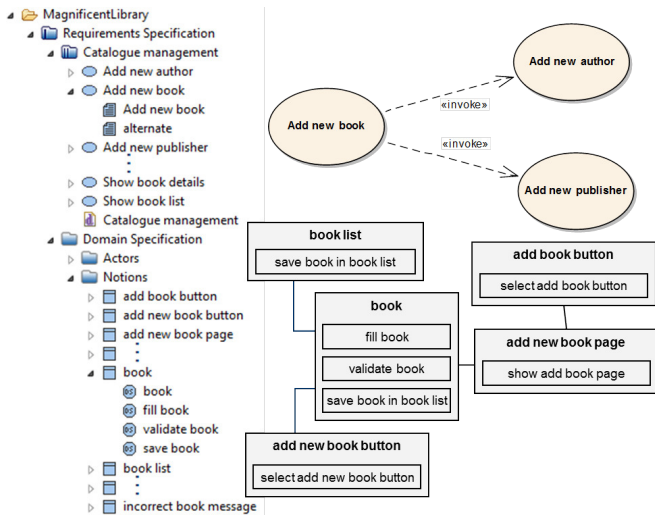 MagnificentLibrary
Requirements Specification
Catalogue management
Add new author
Add new book
Add new book
alternate
Add new publisher
Show book details
Show book list
Catalogue management
Domain Specification
Actors
Notions
add book button
add new book button
add new book page
book
book
fill book
validate book
save book
book list
incorrect book message
Add new author
«invoke»
Add new book
«invoke»
Add new publisher
book list
save book in book list
add book button
select add book button
book
fill book
validate book
save book in book list
add new book page
show add book page
add new book button
select add new book button